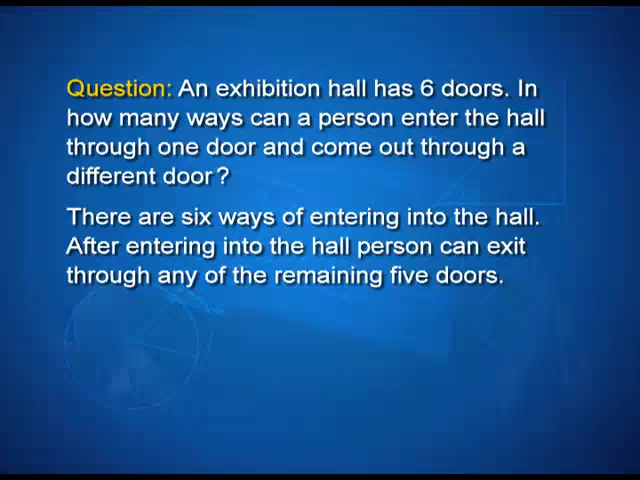 Question: An exhibition hall has 6 doors. In
how many ways can a person enter the hall
through one door and come out through a
different door?
There are six ways of entering into the hall.
After entering into the hall person can exit
through any of the remaining five doors.